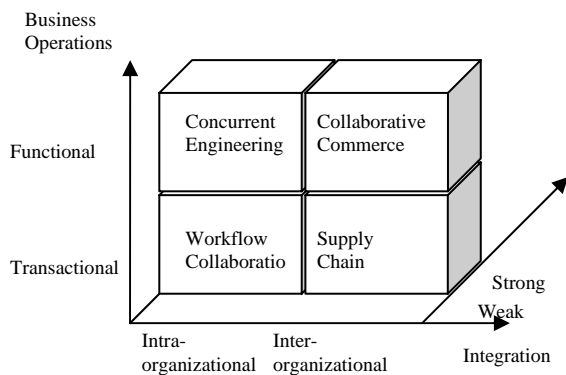 Business
Operations
Concurrent
Engineering
Collaborative
Commerce
Functional
Workflow
Collaboratio
Supply
Chain
Transactional
Strong
Weak
Intra-
organizational
Inter-
organizational
Integration